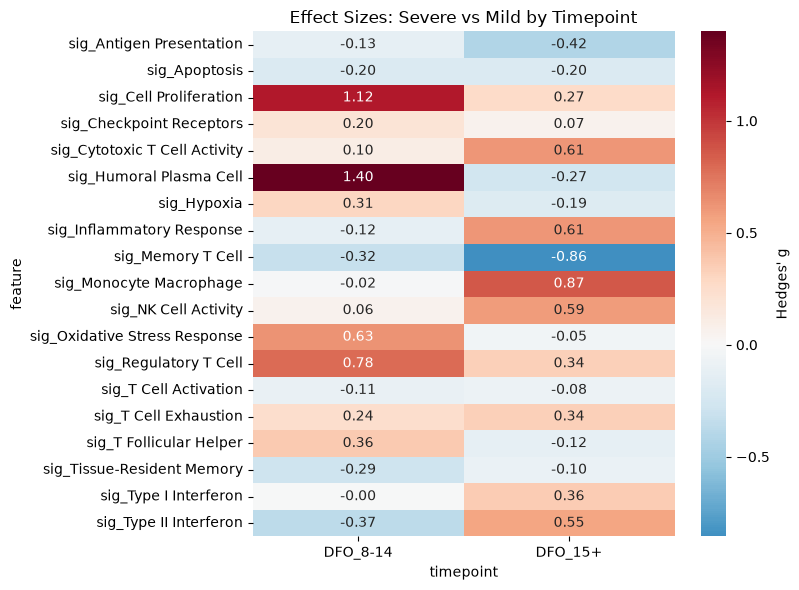 Effect Sizes: Severe vs Mild by Timepoint
sig_Antigen Presentation -0.13 -0.42
sig_Apoptosis -0.20 -0.20
sig_Cell Proliferation 1.12 0.27
sig_Checkpoint Receptors 0.20 0.07
sig_Cytotoxic T Cell Activity 0.10 0.61
sig_Humoral Plasma Cell 1.40 -0.27
sig_Hypoxia 0.31 -0.19
sig_Inflammatory Response -0.12 0.61
sig_Memory T Cell -0.32 -0.86
sig_Monocyte Macrophage -0.02 0.87
sig_NK Cell Activity 0.06 0.59
sig_Oxidative Stress Response 0.63 -0.05
sig_Regulatory T Cell 0.78 0.34
sig_T Cell Activation -0.11 -0.08
sig_T Cell Exhaustion 0.24 0.34
sig_T Follicular Helper 0.36 -0.12
sig_Tissue-Resident Memory -0.29 -0.10
sig_Type I Interferon -0.00 0.36
sig_Type II Interferon -0.37 0.55
DFO_8-14 DFO_15+
timepoint
feature
1.0
0.5
0.0
−0.5
Hedges' g